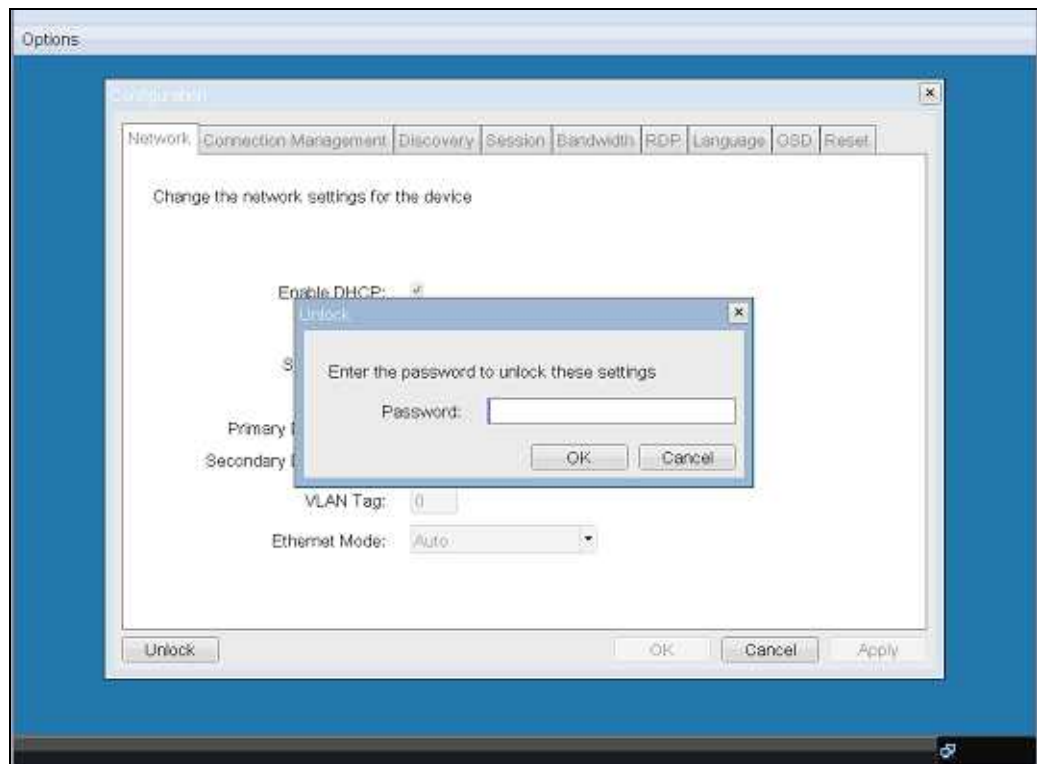 Options
Configuration
Network Connection Management Discovery Session Bandwidth RDP Language OSD Reset
Change the network settings for the device
Enable DHCP:
Unlock
S
Enter the password to unlock these settings
Password:
Primary
OK Cancel
Secondary
VLAN Tag: 0
Ethernet Mode: Auto
Unlock OK Cancel Apply